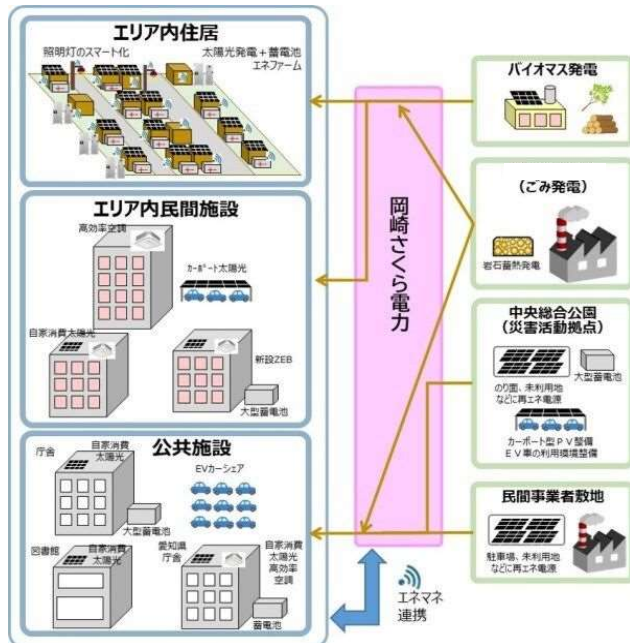 エリア内住居
照明灯のスマート化
太陽光発電+蓄電池
エネファーム
エリア内民間施設
高効率空調
カーポート太陽光
自家消費太陽光
新設ZEB
大型蓄電池
公共施設
庁舎
自家消費
太陽光
EVカーシェア
大型蓄電池
図書館
自家消費
太陽光
愛知県
庁舎
自家消費
太陽光
高効率
空調
蓄電池
岡崎さくら電力
エネマネ
連携
バイオマス発電
(ごみ発電)
岩石蓄熱発電
中央総合公園
(災害活動拠点)
大型蓄電池
のり面、未利用地
などに再エネ電源
カーポート型PV整備
EV車の利用環境整備
民間事業者敷地
駐車場、未利用地
などに再エネ電源